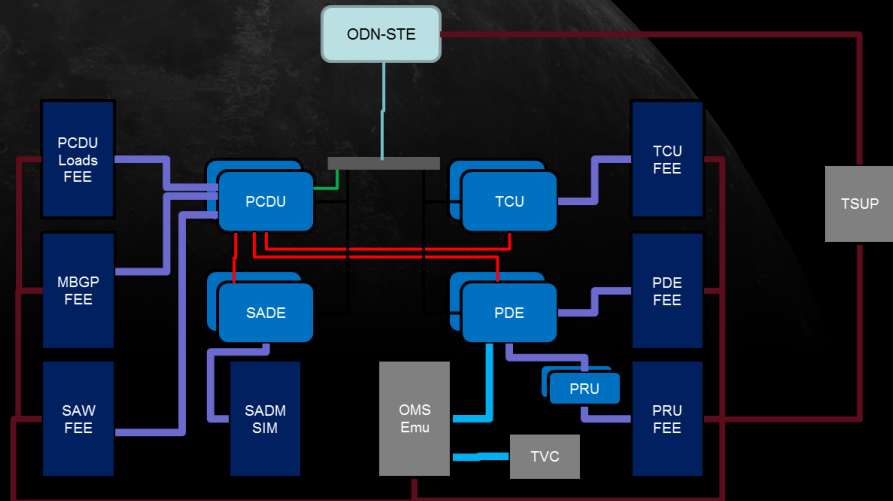 ODN-STE
PCDU
Loads
FEE
TCU
FEE
PCDU
TCU
TSUP
MBGP
FEE
SADE
PDE
PDE
FEE
PRU
SAW
FEE
SADM
SIM
OMS
Emu
PRU
FEE
TVC